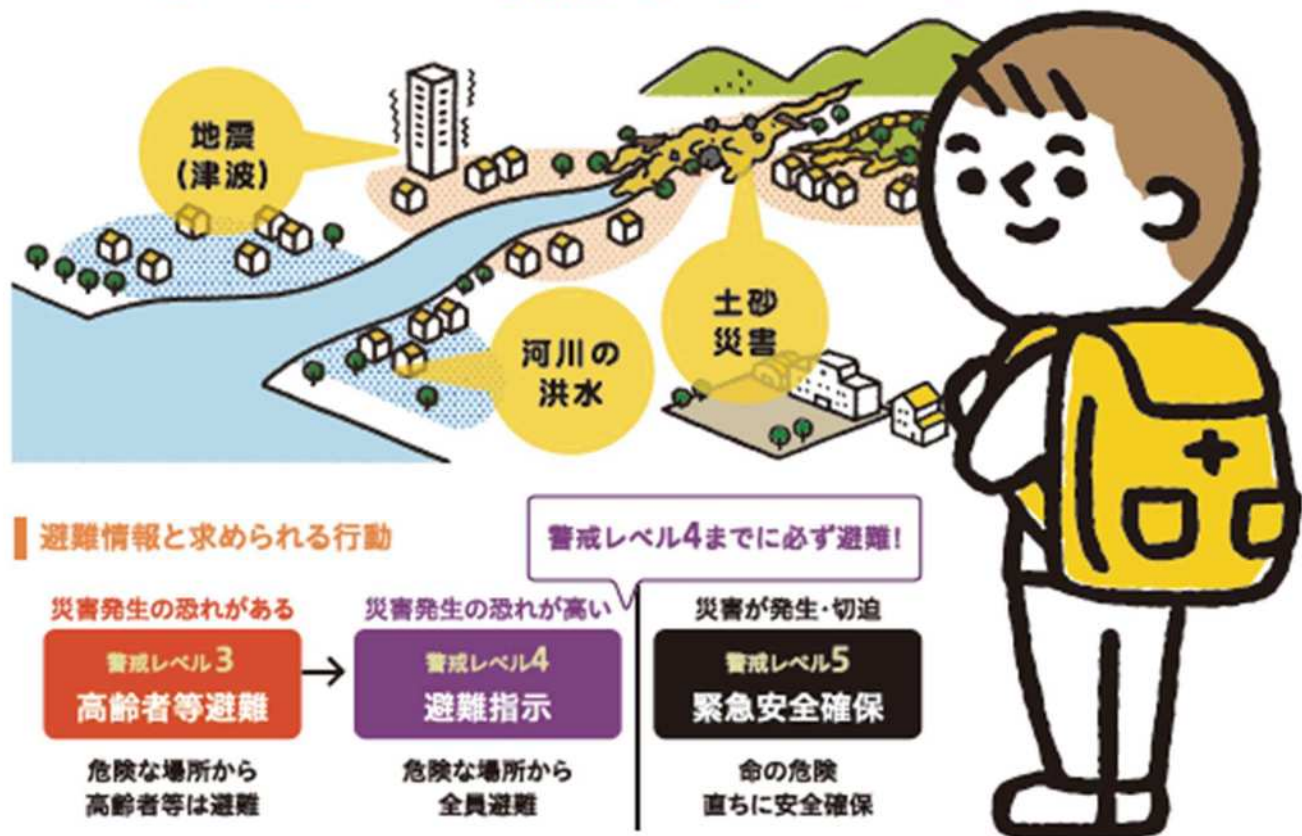 地震
(津波)
河川の
洪水
土砂
災害
避難情報と求められる行動
警戒レベル4までに必ず避難!
災害発生の恐れがある
警戒レベル3
高齢者等避難
危険な場所から
高齢者等は避難
災害発生の恐れが高い
警戒レベル4
避難指示
危険な場所から
全員避難
災害が発生・切迫
警戒レベル5
緊急安全確保
命の危険
直ちに安全確保